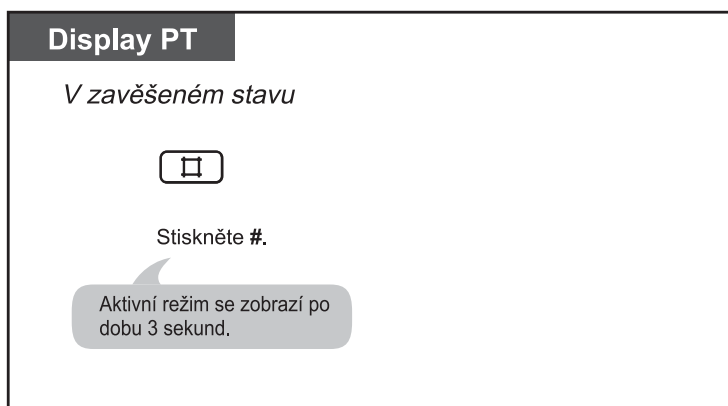 Display PT
V zavěšeném stavu
#
Stiskněte #.
Aktivní režim se zobrazí po
dobu 3 sekund.